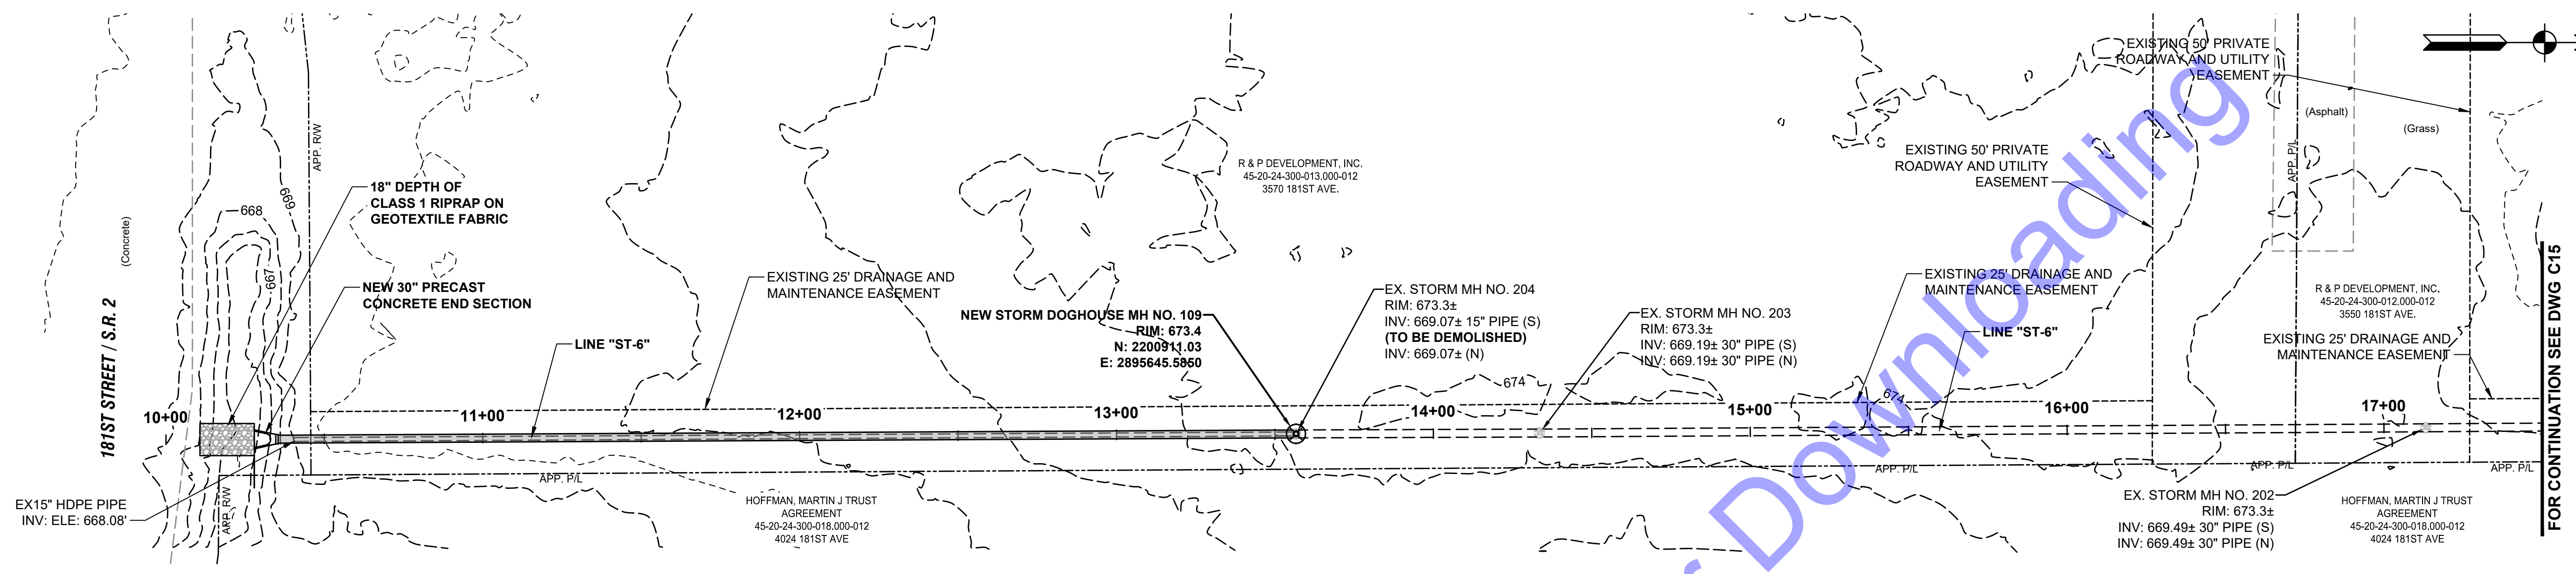 181ST STREET / S.R. 2
(Concrete)
10+00
EX15" HDPE PIPE
INV: ELE: 668.08'
APP. R/W
668
669
667
APP. R/W
18" DEPTH OF
CLASS 1 RIPRAP ON
GEOTEXTILE FABRIC
NEW 30" PRECAST
CONCRETE END SECTION
11+00
LINE "ST-6"
APP. P/L
EXISTING 25' DRAINAGE AND
MAINTENANCE EASEMENT
12+00
HOFFMAN, MARTIN J TRUST
AGREEMENT
45-20-24-300-018.000-012
4024 181ST AVE
NEW STORM DOGHOUSE MH NO. 109
RIM: 673.4
N: 2200911.03
E: 2895645.5850
13+00
R & P DEVELOPMENT, INC.
45-20-24-300-013.000-012
3570 181ST AVE.
EX. STORM MH NO. 204
RIM: 673.3±
INV: 669.07± 15" PIPE (S)
(TO BE DEMOLISHED)
INV: 669.07± (N)
674
14+00
EX. STORM MH NO. 203
RIM: 673.3±
INV: 669.19± 30" PIPE (S)
INV: 669.19± 30" PIPE (N)
15+00
EXISTING 50' PRIVATE
ROADWAY AND UTILITY
EASEMENT
EXISTING 50' PRIVATE
ROADWAY AND UTILITY
EASEMENT
EXISTING 25' DRAINAGE AND
MAINTENANCE EASEMENT
LINE "ST-6"
674
16+00
APP. P/L
APP. P/L
(Asphalt)
(Grass)
APP. P/L
R & P DEVELOPMENT, INC.
45-20-24-300-012.000-012
3550 181ST AVE.
EXISTING 25' DRAINAGE AND
MAINTENANCE EASEMENT
17+00
APP. P/L
EX. STORM MH NO. 202
RIM: 673.3±
INV: 669.49± 30" PIPE (S)
INV: 669.49± 30" PIPE (N)
HOFFMAN, MARTIN J TRUST
AGREEMENT
45-20-24-300-018.000-012
4024 181ST AVE
FOR CONTINUATION SEE DWG C15
Downloading